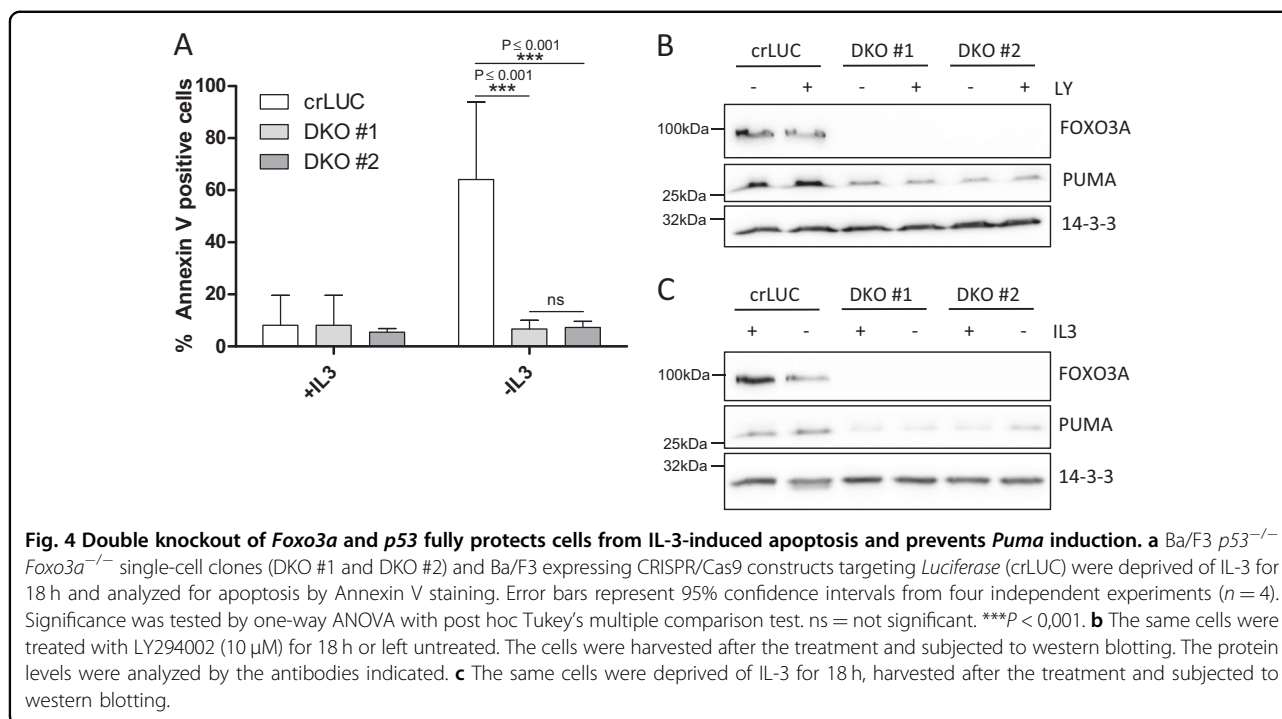 A
P ≤ 0.001
***
P ≤ 0.001
***
% Annexin V positive cells
100
80
60
40
20
0
crLUC
DKO #1
DKO #2
ns
+IL3
-IL3
B
crLUC DKO #1 DKO #2
- + - + - + LY
100kDa FOXO3A
PUMA
25kDa
32kDa 14-3-3
C
crLUC DKO #1 DKO #2
+ - + - + - IL3
100kDa FOXO3A
PUMA
25kDa
32kDa
14-3-3
Fig. 4 Double knockout of Foxo3a and p53 fully protects cells from IL-3-induced apoptosis and prevents Puma induction. a Ba/F3 p53−/−
Foxo3a−/− single-cell clones (DKO #1 and DKO #2) and Ba/F3 expressing CRISPR/Cas9 constructs targeting Luciferase (crLUC) were deprived of IL-3 for
18 h and analyzed for apoptosis by Annexin V staining. Error bars represent 95% confidence intervals from four independent experiments (n = 4).
Significance was tested by one-way ANOVA with post hoc Tukey's multiple comparison test. ns = not significant. ***P < 0,001. b The same cells were
treated with LY294002 (10 µM) for 18 h or left untreated. The cells were harvested after the treatment and subjected to western blotting. The protein
levels were analyzed by the antibodies indicated. c The same cells were deprived of IL-3 for 18 h, harvested after the treatment and subjected to
western blotting.